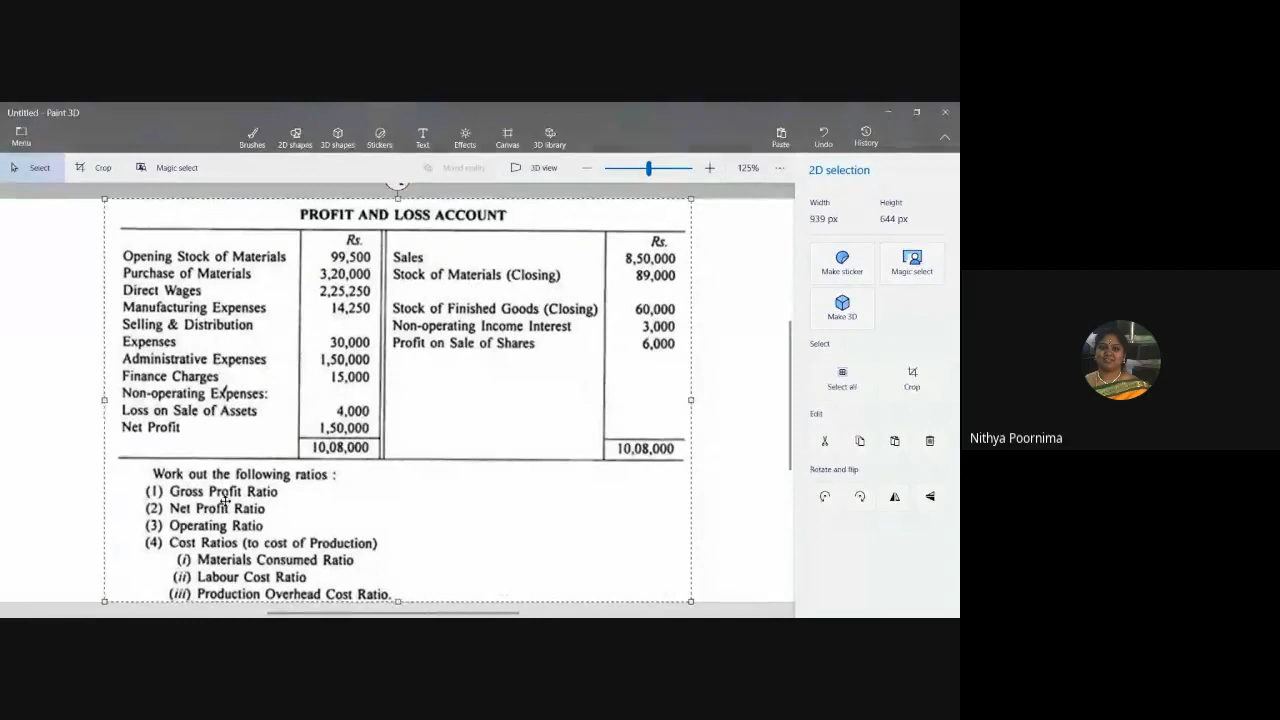 Untitled - Paint 3D
Menu
Brushes
2D shapes
3D shapes
Stickers
Text
Effects
Canvas
3D library
Paste
Undo
History
Select
Crop
Magic select
Mixed reality
3D view
125%
2D selection
Width
Height
939 px
644 px
Make sticker
Magic select
Make 3D
Select
Select all
Crop
Edit
Rotate and flip
PROFIT AND LOSS ACCOUNT
Rs. Rs.
Opening Stock of Materials 99,500 Sales 8,50,000
Purchase of Materials 3,20,000 Stock of Materials (Closing) 89,000
Direct Wages 2,25,250
Manufacturing Expenses 14,250 Stock of Finished Goods (Closing) 60,000
Selling & Distribution Non-operating Income Interest 3,000
Expenses 30,000 Profit on Sale of Shares 6,000
Administrative Expenses 1,50,000
Finance Charges 15,000
Non-operating Expenses:
Loss on Sale of Assets 4,000
Net Profit 1,50,000
10,08,000 10,08,000
Work out the following ratios :
(1) Gross Profit Ratio
(2) Net Profit Ratio
(3) Operating Ratio
(4) Cost Ratios (to cost of Production)
(i) Materials Consumed Ratio
(ii) Labour Cost Ratio
(iii) Production Overhead Cost Ratio.
Nithya Poornima